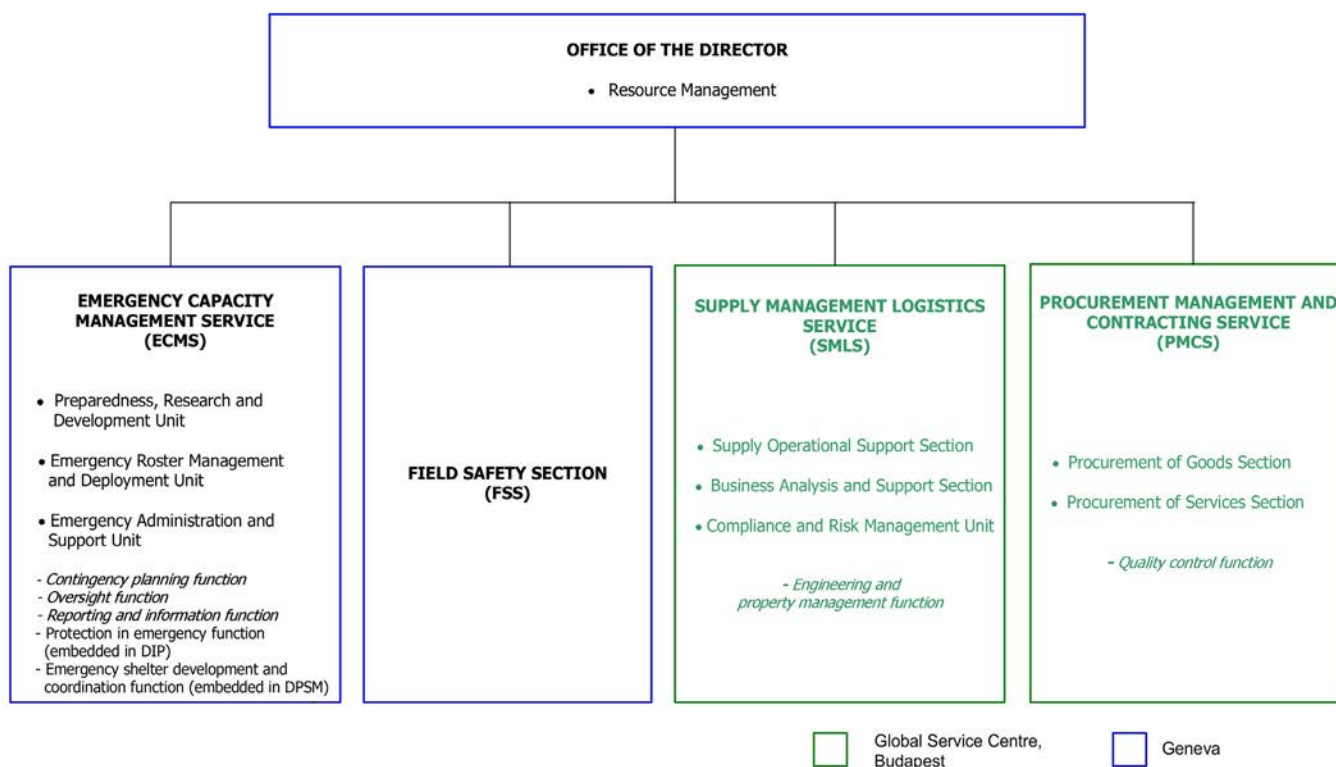 OFFICE OF THE DIRECTOR
• Resource Management
EMERGENCY CAPACITY
MANAGEMENT SERVICE
(ECMS)
• Preparedness, Research and
Development Unit
• Emergency Roster Management
and Deployment Unit
• Emergency Administration and
Support Unit
- Contingency planning function
- Oversight function
- Reporting and information function
- Protection in emergency function
(embedded in DIP)
- Emergency shelter development and
coordination function (embedded in DPSM)
FIELD SAFETY SECTION
(FSS)
SUPPLY MANAGEMENT LOGISTICS
SERVICE
(SMLS)
• Supply Operational Support Section
• Business Analysis and Support Section
• Compliance and Risk Management Unit
- Engineering and
property management function
PROCUREMENT MANAGEMENT AND
CONTRACTING SERVICE
(PMCS)
• Procurement of Goods Section
• Procurement of Services Section
- Quality control function
Global Service Centre,
Budapest
Geneva